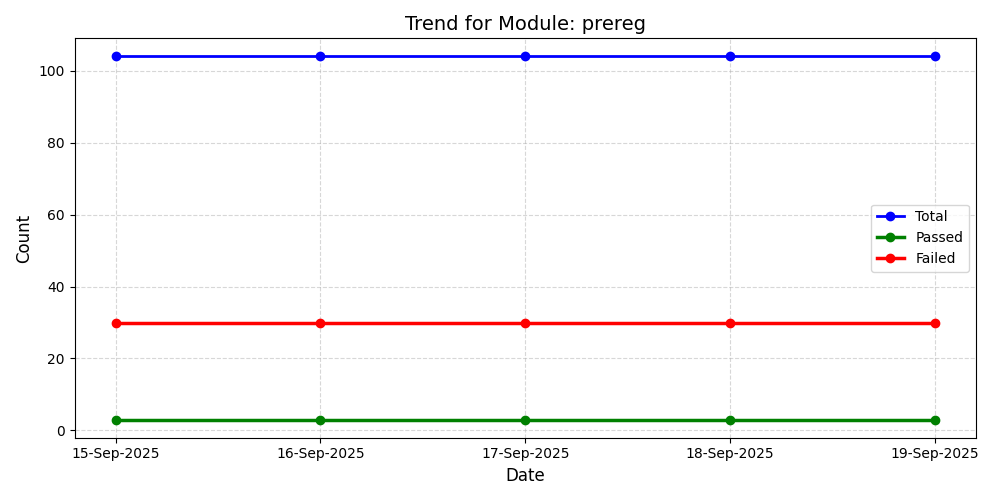 Trend for Module: prereg
Count
100
80
60
40
20
0
Total
Passed
Failed
15-Sep-2025
16-Sep-2025
17-Sep-2025
18-Sep-2025
19-Sep-2025
Date